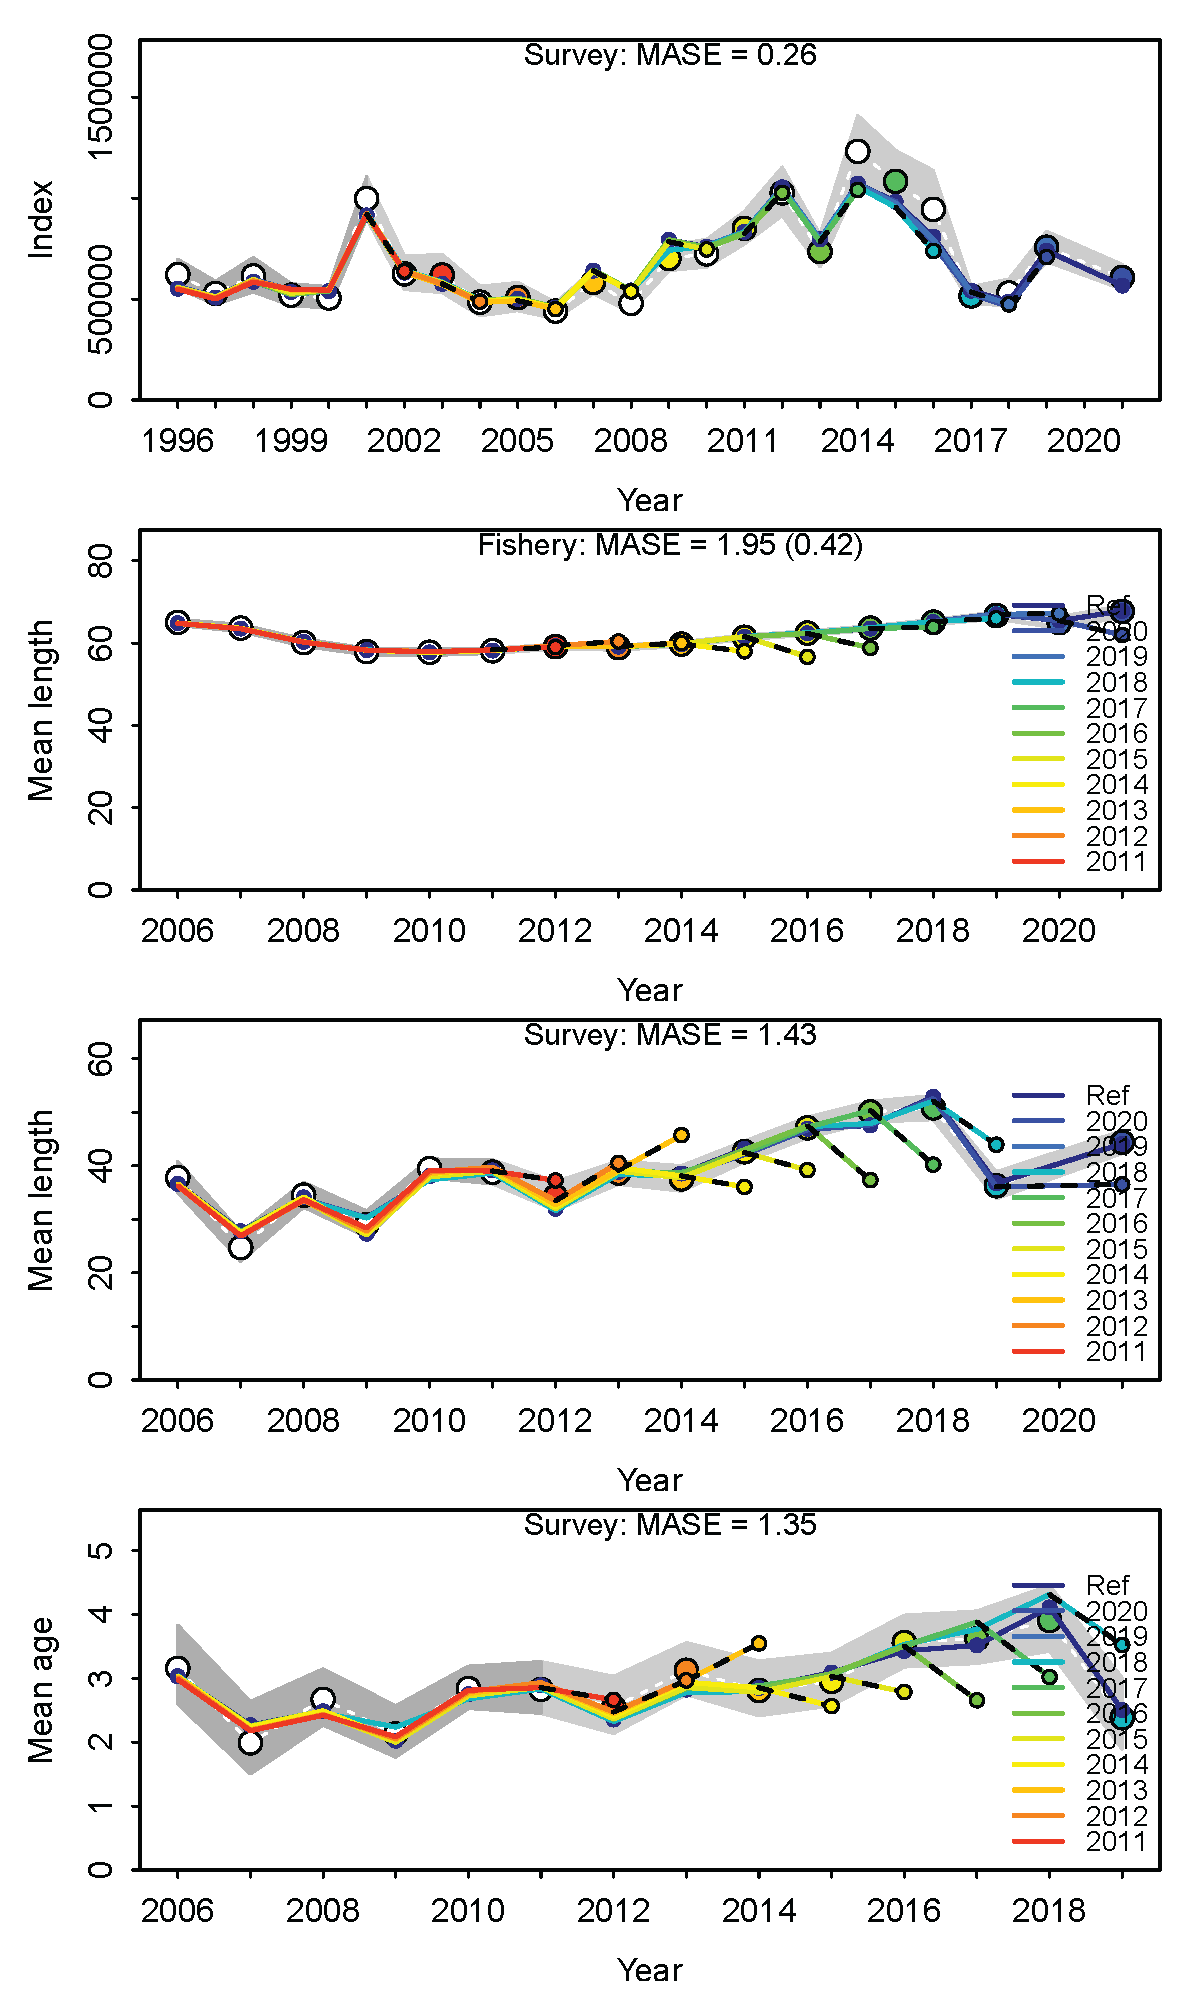 Survey: MASE = 0.26
Index
1500000
500000
0
1996 1999 2002 2005 2008 2011 2014 2017 2020
Year
Fishery: MASE = 1.95 (0.42)
Mean length
80
60
40
20
0
Ref
2020
2019
2018
2017
2016
2015
2014
2013
2012
2011
2006 2008 2010 2012 2014 2016 2018 2020
Year
Survey: MASE = 1.43
Mean length
60
40
20
0
Ref
2020
2019
2018
2017
2016
2015
2014
2013
2012
2011
2006 2008 2010 2012 2014 2016 2018 2020
Year
Survey: MASE = 1.35
Mean age
5
4
3
2
1
0
Ref
2020
2019
2018
2017
2016
2015
2014
2013
2012
2011
2006 2008 2010 2012 2014 2016 2018
Year